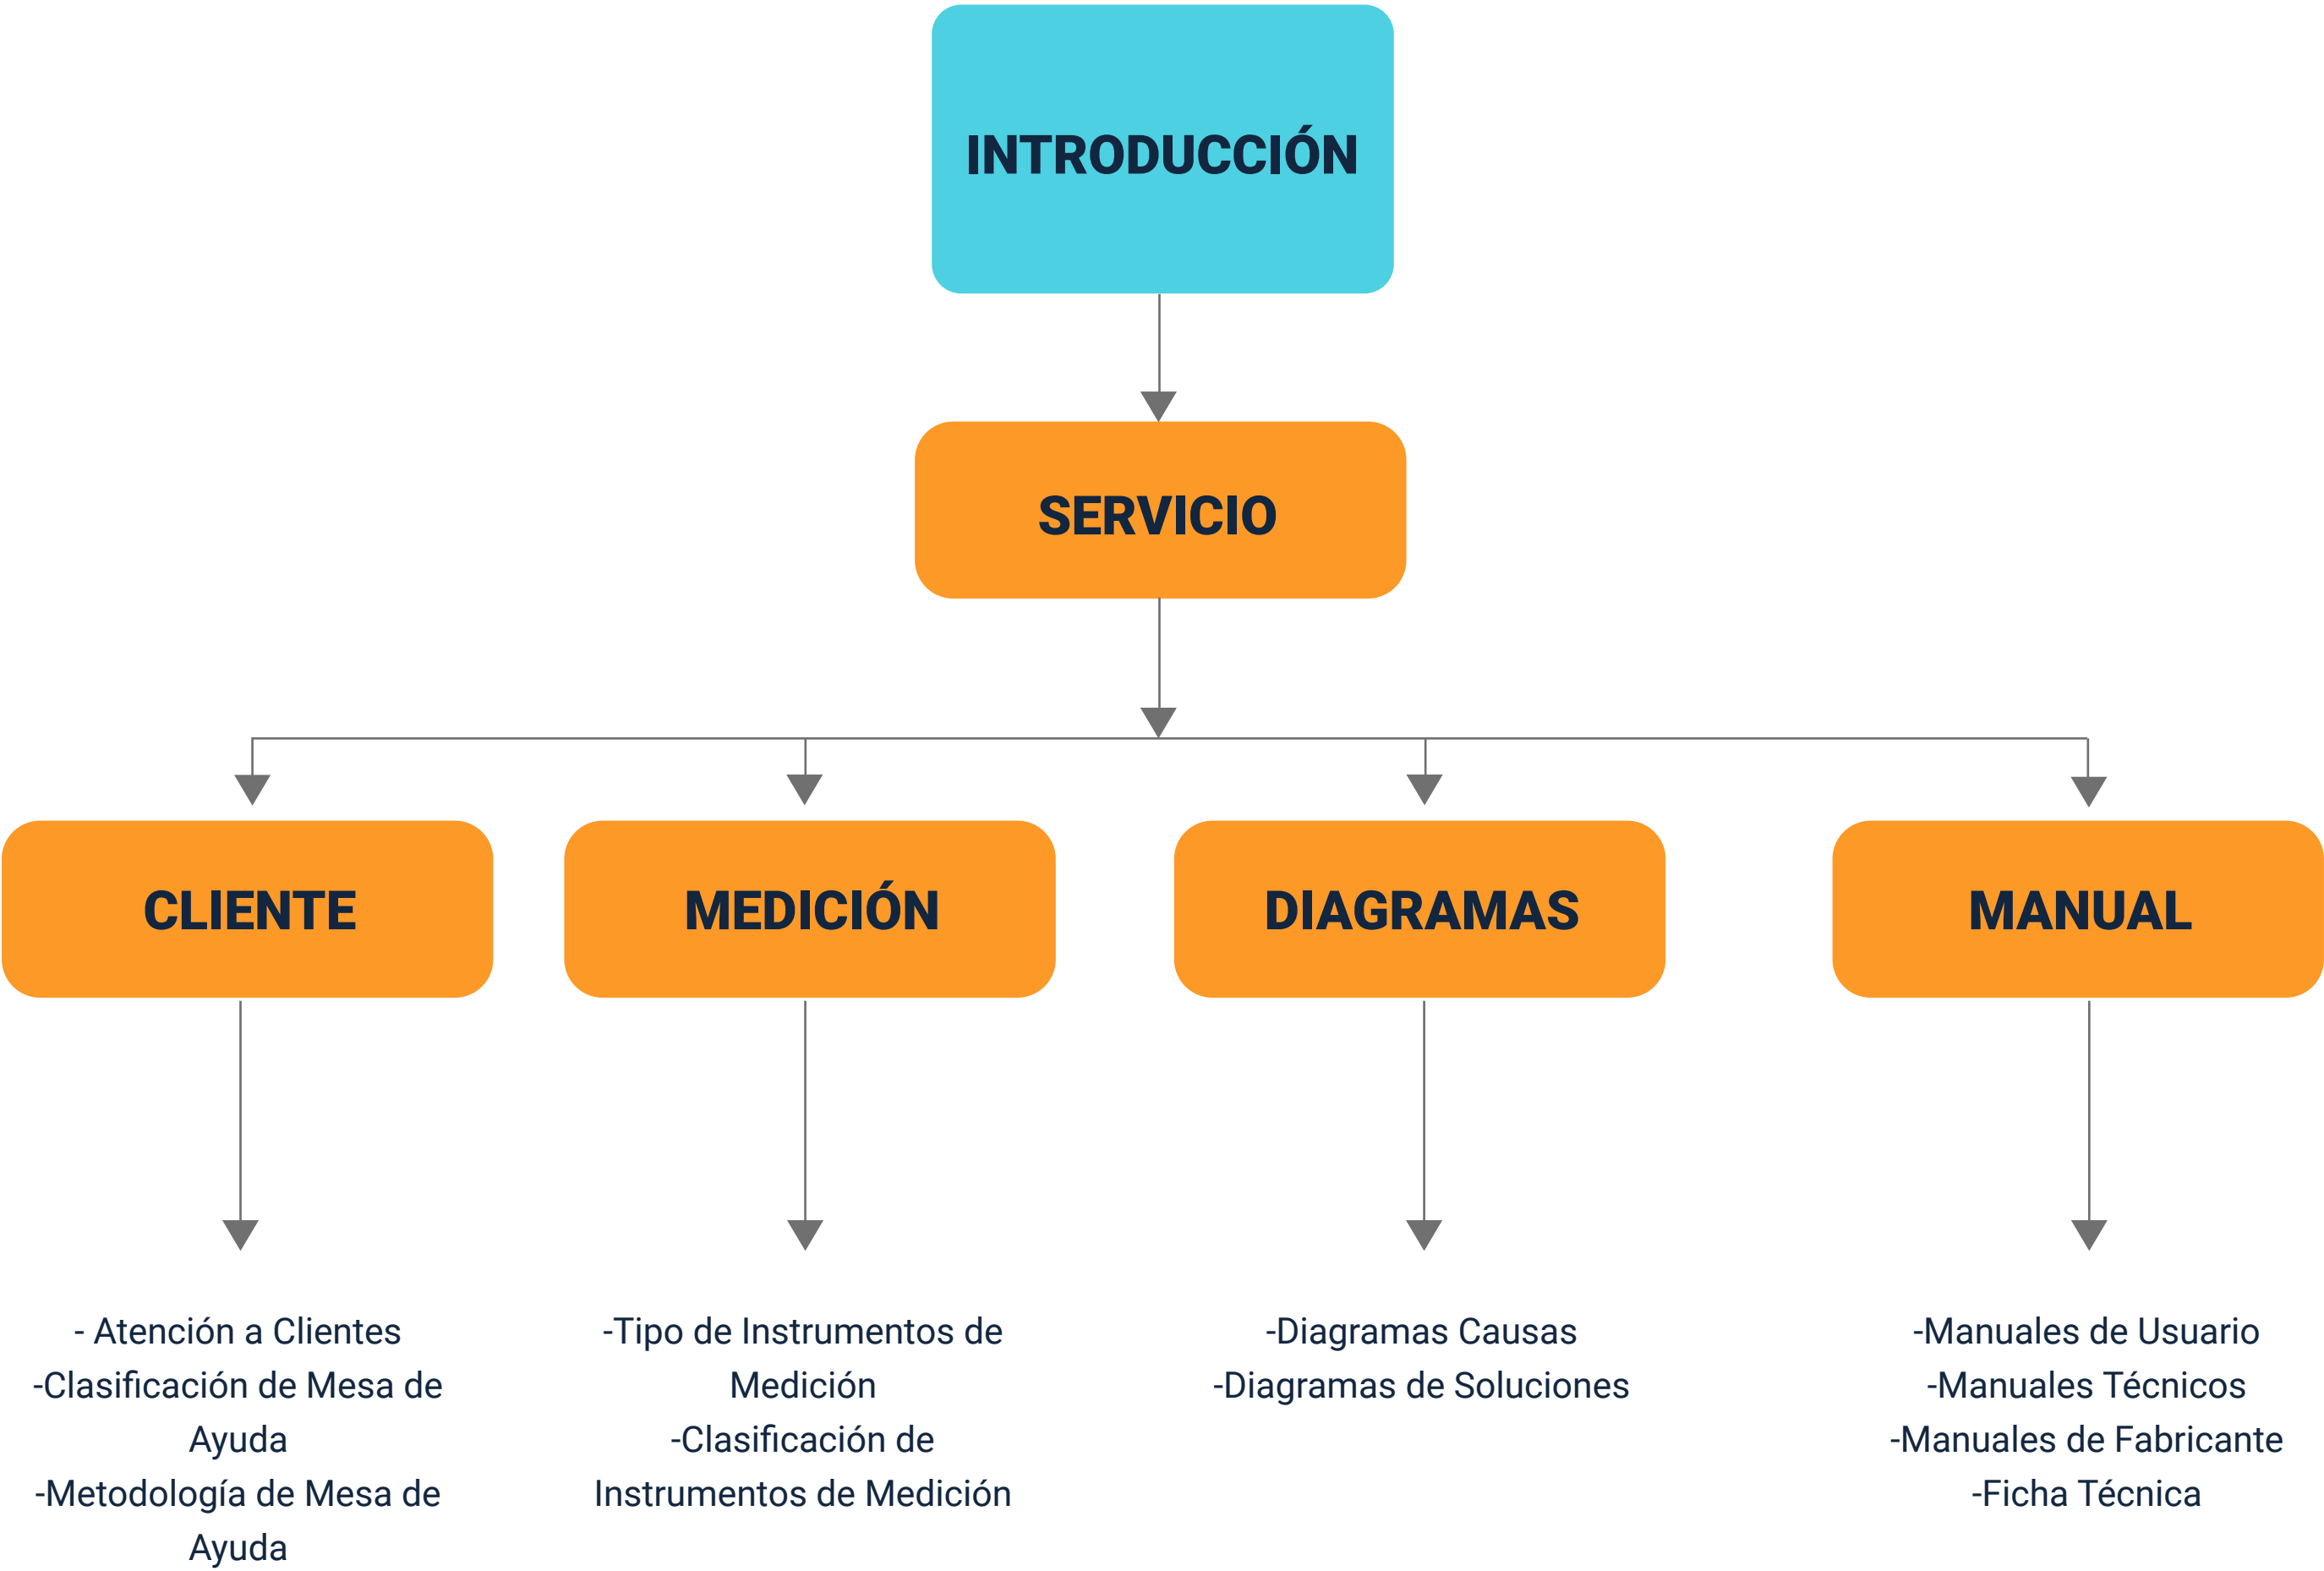 INTRODUCCIÓN
SERVICIO
CLIENTE
MEDICIÓN
DIAGRAMAS
MANUAL
- Atención a Clientes
-Clasificación de Mesa de
Ayuda
-Metodología de Mesa de
Ayuda
-Tipo de Instrumentos de
Medición
-Clasificación de
Instrumentos de Medición
-Diagramas Causas
-Diagramas de Soluciones
-Manuales de Usuario
-Manuales Técnicos
-Manuales de Fabricante
-Ficha Técnica